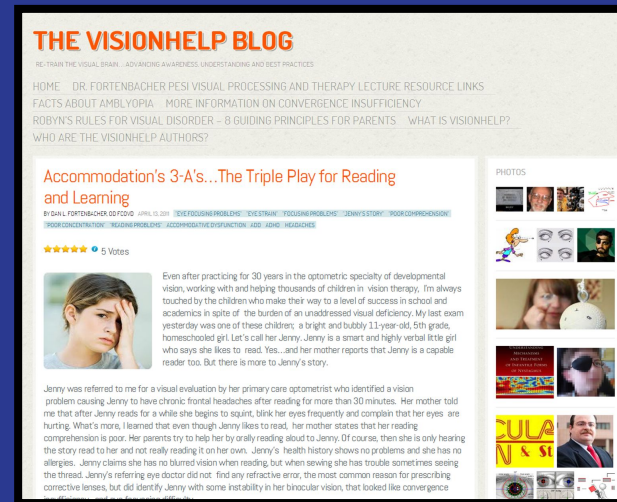 THE VISIONHELP BLOG
RE-TRAIN THE VISUAL BRAIN... ADVANCING AWARENESS, UNDERSTANDING AND BEST PRACTICES
HOME DR. FORTENBACHER PESI VISUAL PROCESSING AND THERAPY LECTURE RESOURCE LINKS
FACTS ABOUT AMBLYOPIA MORE INFORMATION ON CONVERGENCE INSUFFICIENCY
ROBYN'S RULES FOR VISUAL DISORDER – 8 GUIDING PRINCIPLES FOR PARENTS WHAT IS VISIONHELP?
WHO ARE THE VISIONHELP AUTHORS?
Accommodation's 3-A's...The Triple Play for Reading
and Learning
BY DAN L. FORTENBACHER, OD FCOVD APRIL 13, 2011 "EYE FOCUSING PROBLEMS" "EYE STRAIN" "FOCUSING PROBLEMS" "JENNY'S STORY" "POOR COMPREHENSION"
"POOR CONCENTRATION" "READING PROBLEMS" ACCOMMODATIVE DYSFUNCTION ADD ADHD HEADACHES
5 Votes
Even after practicing for 30 years in the optometric specialty of developmental
vision, working with and helping thousands of children in vision therapy, I'm always
touched by the children who make their way to a level of success in school and
academics in spite of the burden of an unaddressed visual deficiency. My last exam
yesterday was one of these children; a bright and bubbly 11-year-old, 5th grade,
homeschooled girl. Let's call her Jenny. Jenny is a smart and highly verbal little girl
who says she likes to read. Yes...and her mother reports that Jenny is a capable
reader too. But there is more to Jenny's story.
Jenny was referred to me for a visual evaluation by her primary care optometrist who identified a vision
problem causing Jenny to have chronic frontal headaches after reading for more than 30 minutes. Her mother told
me that after Jenny reads for a while she begins to squint, blink her eyes frequently and complain that her eyes are
hurting. What's more, I learned that even though Jenny likes to read, her mother states that her reading
comprehension is poor. Her parents try to help her by orally reading aloud to Jenny. Of course, then she is only hearing
the story read to her and not really reading it on her own. Jenny's health history shows no problems and she has no
allergies. Jenny claims she has no blurred vision when reading, but when sewing she has trouble sometimes seeing
the thread. Jenny's referring eye doctor did not find any refractive error, the most common reason for prescribing
corrective lenses, but did identify Jenny with some instability in her binocular vision, that looked like convergence
PHOTOS
UNDERSTANDING
MECHANISMS
AND TREATMENT
OF INFANTILE FORMS
OF NYSTAGMUS
CULA
N & St